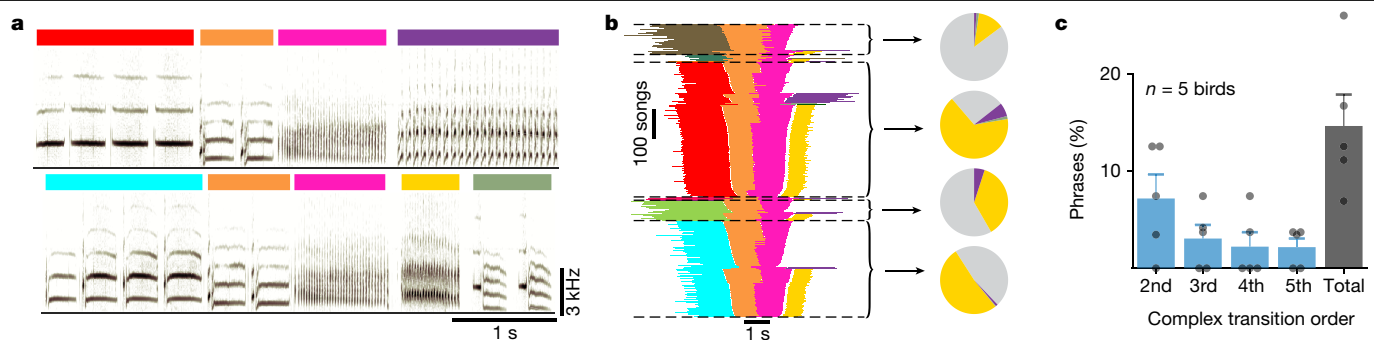 a
3 kHz
1 s
b
100 songs
1 s
c
n = 5 birds
Phrases (%)
20
10
0
2nd 3rd 4th 5th Total
Complex transition order